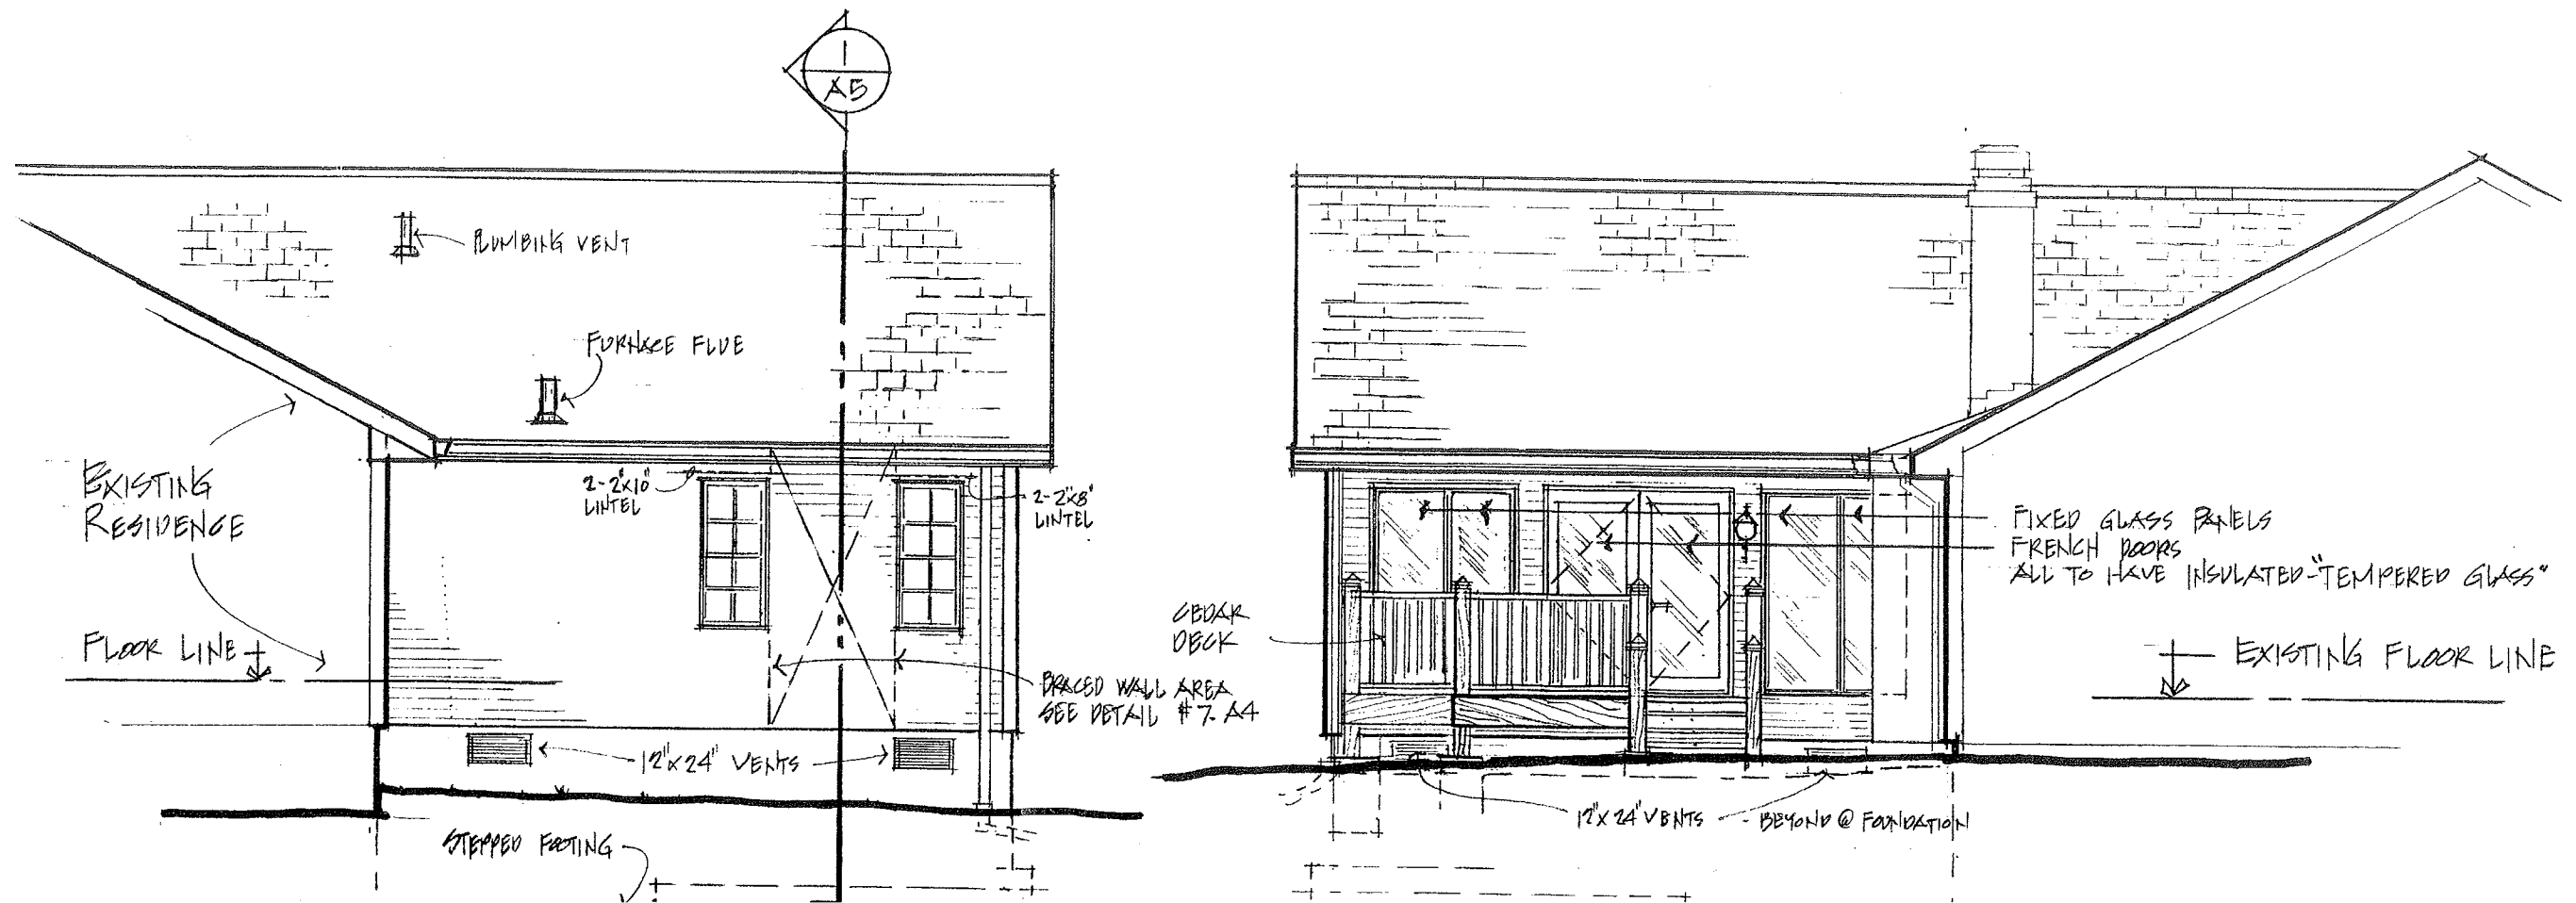 A5
PLUMBING VENT
FURNACE FLUE
EXISTING
RESIDENCE
2-2"x10"
LINTEL
2-2"x8"
LINTEL
FLOOR LINE
BRACED WALL AREA
SEE DETAIL #7-A4
12"x24" VENTS
STEPPED FOOTING
FIXED GLASS PANELS
FRENCH DOORS
ALL TO HAVE INSULATED-"TEMPERED GLASS"
CEDAR
DECK
EXISTING FLOOR LINE
12"x24" VENTS - BEYOND @ FOUNDATION